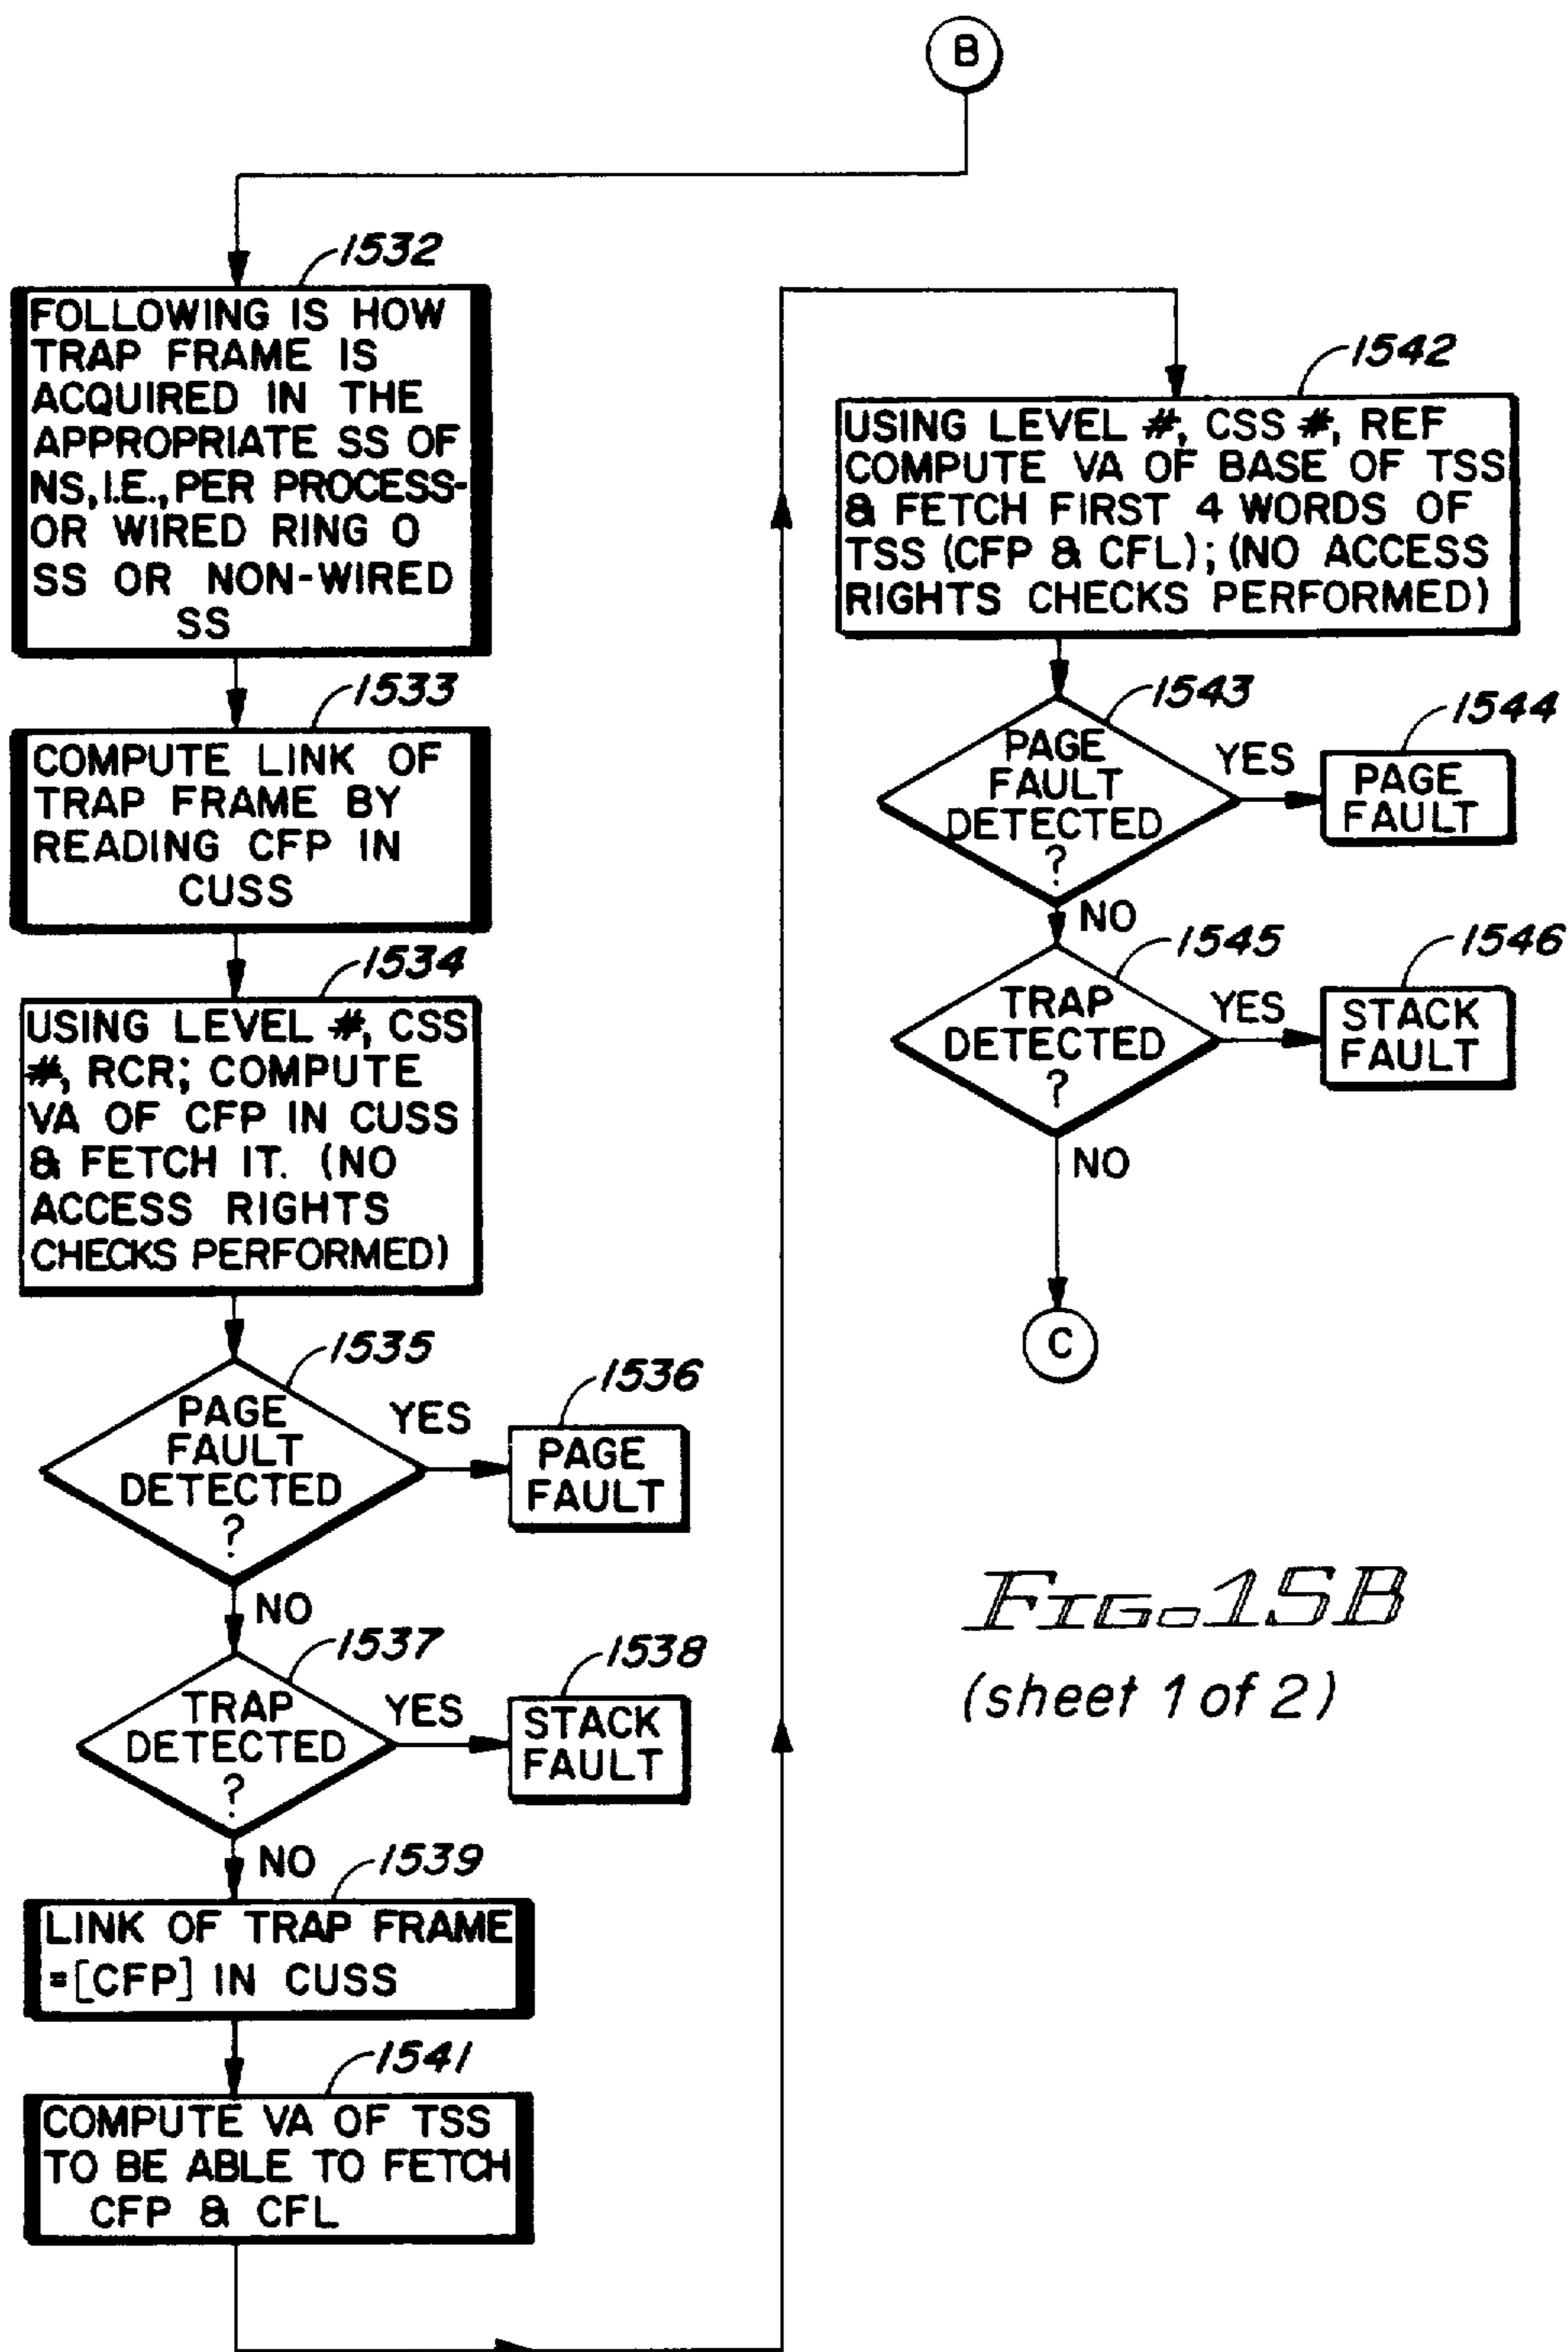 B
1532
FOLLOWING IS HOW
TRAP FRAME IS
ACQUIRED IN THE
APPROPRIATE SS OF
NS, I.E., PER PROCESS-
OR WIRED RING 0
SS OR NON-WIRED
SS
1533
COMPUTE LINK OF
TRAP FRAME BY
READING CFP IN
CUSS
1534
USING LEVEL #, CSS
#, RCR; COMPUTE
VA OF CFP IN CUSS
& FETCH IT. (NO
ACCESS RIGHTS
CHECKS PERFORMED)
1535
PAGE
FAULT
DETECTED
?
YES
1536
PAGE
FAULT
NO
1537
TRAP
DETECTED
?
YES
1538
STACK
FAULT
NO
1539
LINK OF TRAP FRAME
=[CFP] IN CUSS
1541
COMPUTE VA OF TSS
TO BE ABLE TO FETCH
CFP & CFL
1542
USING LEVEL #, CSS #, REF
COMPUTE VA OF BASE OF TSS
& FETCH FIRST 4 WORDS OF
TSS (CFP & CFL); (NO ACCESS
RIGHTS CHECKS PERFORMED)
1543
PAGE
FAULT
DETECTED
?
YES
1544
PAGE
FAULT
NO
1545
TRAP
DETECTED
?
YES
1546
STACK
FAULT
NO
C
FIG. 15B
(sheet 1 of 2)